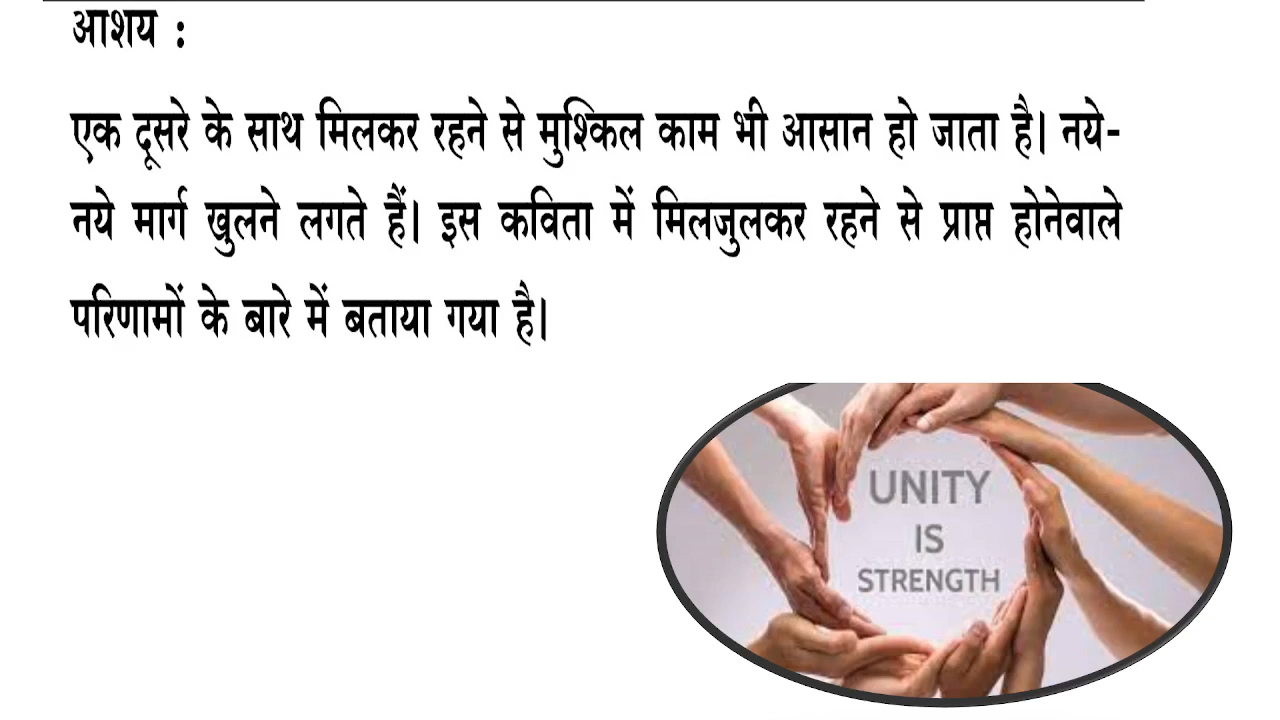 आशय :
एक दूसरे के साथ मिलकर रहने से मुश्किल काम भी आसान हो जाता है। नये-
नये मार्ग खुलने लगते हैं। इस कविता में मिलजुलकर रहने से प्राप्त होनेवाले
परिणामों के बारे में बताया गया है।
UNITY
IS
STRENGTH